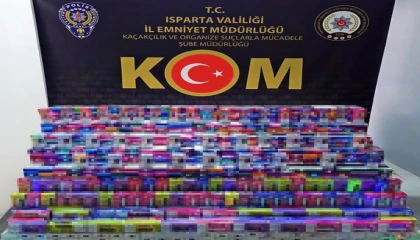 T.C.
ISPARTA VALİLİĞİ
İL EMNİYET MÜDÜRLÜĞÜ
KAÇAKÇILIK VE ORGANİZE SUÇLARLA MÜCADELE
ŞUBE MÜDÜRLÜĞÜ
KOM